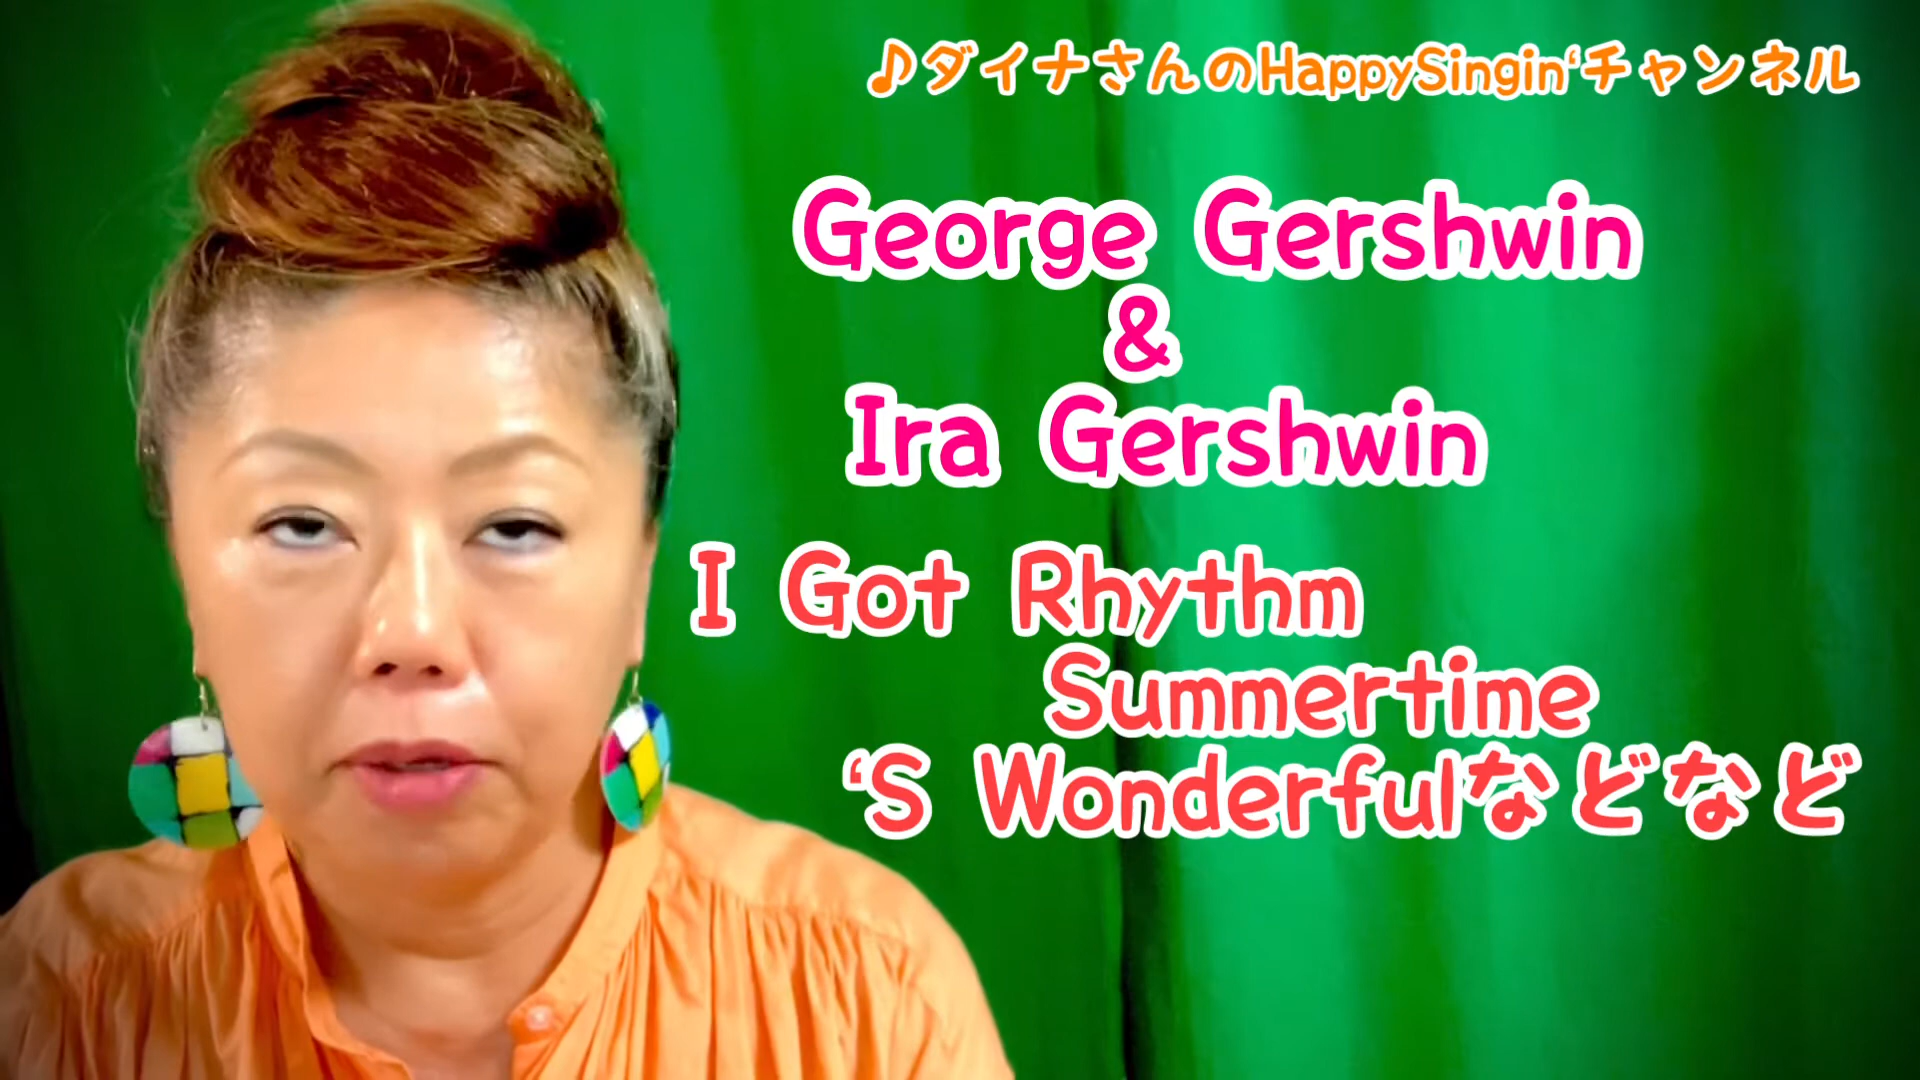 ♪ダイナさんのHappySingin‘チャンネル
George Gershwin
&
Ira Gershwin
I Got Rhythm
Summertime
‘S Wonderfulなどなど